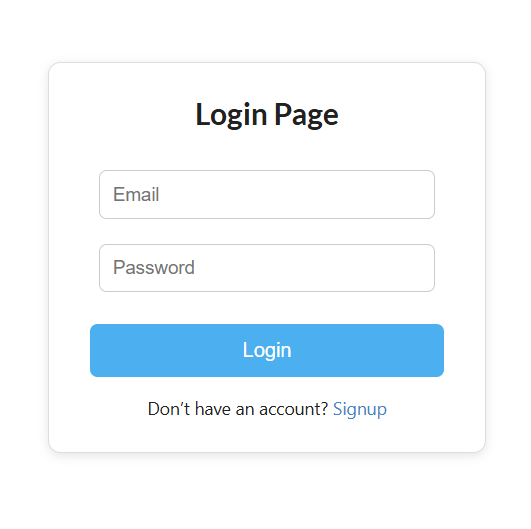 Login Page
Email
Password
Login
Don’t have an account? Signup